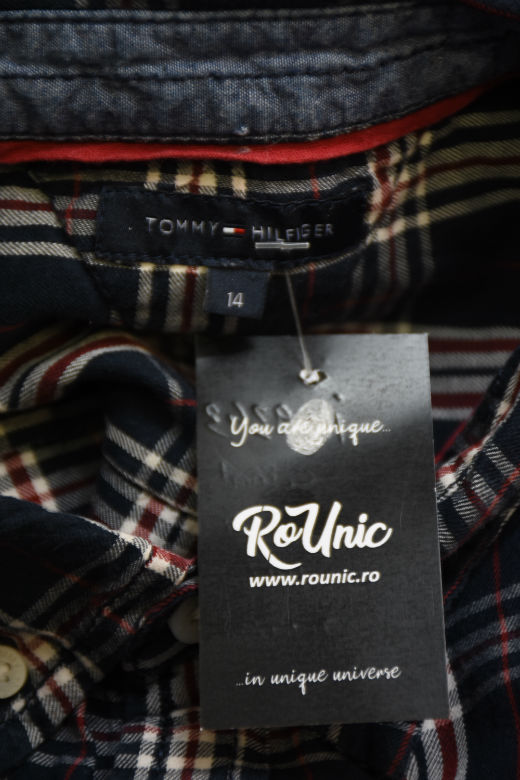 TOMMY HILFIGER
14
You are unique...
RoUnic
www.rounic.ro
...in unique universe